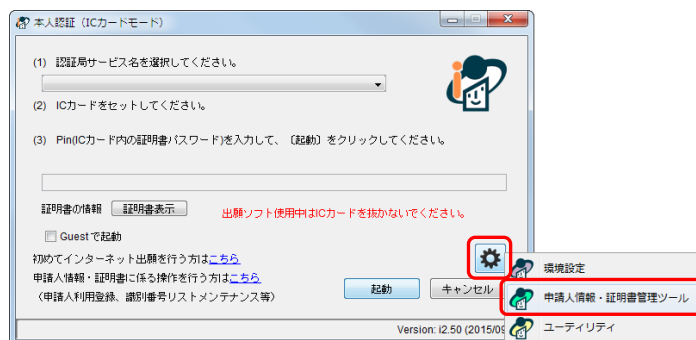 本人認証（ICカードモード）
(1) 認証局サービス名を選択してください。
(2) ICカードをセットしてください。
(3) Pin(ICカード内の証明書パスワード)を入力して、〔起動〕をクリックしてください。
証明書の情報 証明書表示 出願ソフト使用中はICカードを抜かないでください。
Guestで起動
初めてインターネット出願を行う方はこちら
環境設定
申請人情報・証明書に係る操作を行う方はこちら
（申請人利用登録、識別番号リストメンテナンス等）
起動 キャンセル
申請人情報・証明書管理ツール
Version: i2.50 (2015/09
ユーティリティ